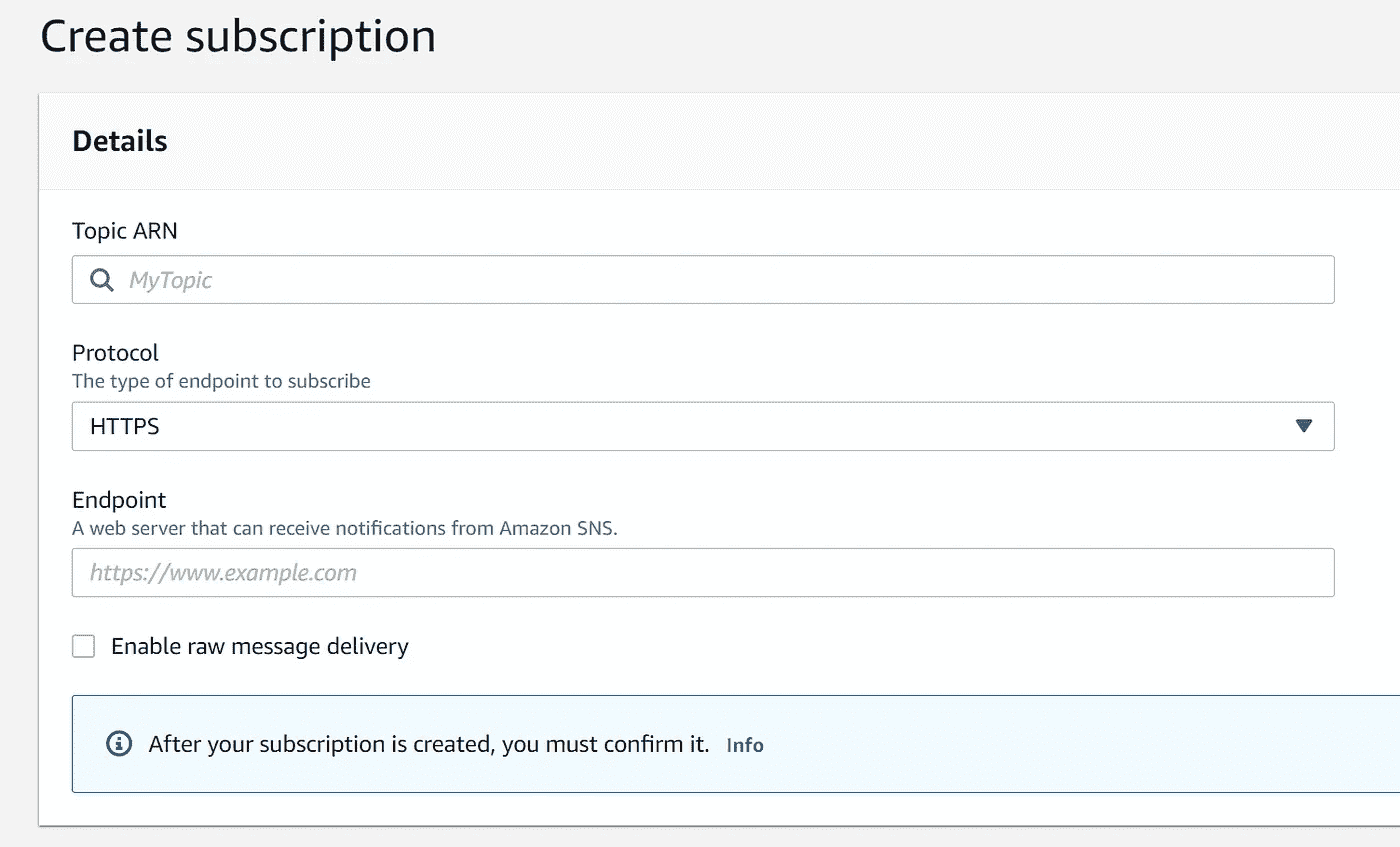 Create subscription
Details
Topic ARN
MyTopic
Protocol
The type of endpoint to subscribe
HTTPS
Endpoint
A web server that can receive notifications from Amazon SNS.
https://www.example.com
Enable raw message delivery
After your subscription is created, you must confirm it. Info